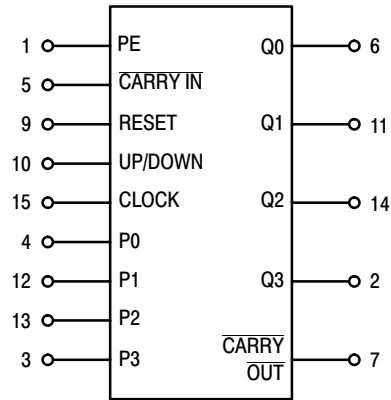 1 PE Q0 6
5 CARRY IN
9 RESET Q1 11
10 UP/DOWN
15 CLOCK Q2 14
4 P0
12 P1 Q3 2
13 P2
CARRY
3 P3 OUT 7